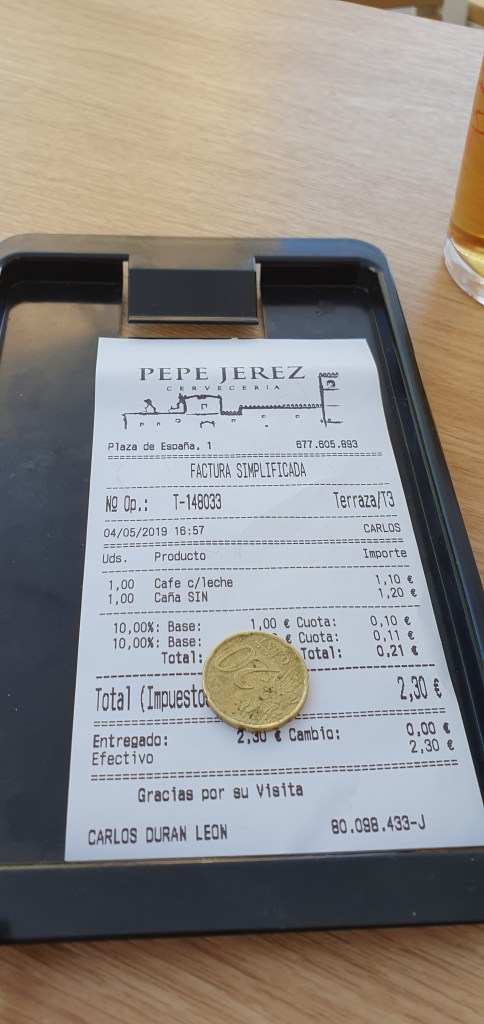 PEPE JEREZ
CERVECERIA
Plaza de España, 1 677.605.893
FACTURA SIMPLIFICADA
Nº Op.: T-148033 Terraza/T3
04/05/2019 16:57 CARLOS
Uds. Producto Importe
1,00 Cafe c/leche 1,10 €
1,00 Caña SIN 1,20 €
10,00%: Base: 1,00 € Cuota: 0,10 €
10,00%: Base: € Cuota: 0,11 €
Total: Total: 0,21 €
Total (Impuesto 2,30 €
Entregado: 2,30 € Cambio: 0,00 €
Efectivo 2,30 €
Gracias por su Visita
CARLOS DURAN LEON 80.098.433-J
20